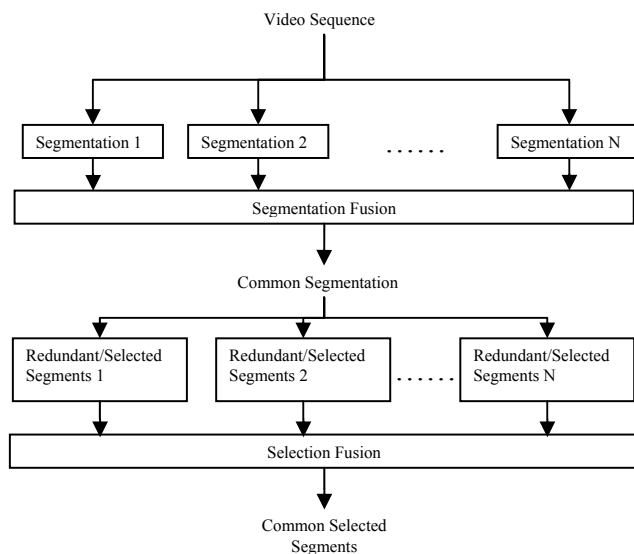 Video Sequence
Segmentation 1
Segmentation 2
. . . . . .
Segmentation N
Segmentation Fusion
Common Segmentation
Redundant/Selected
Segments 1
Redundant/Selected
Segments 2
. . . . . .
Redundant/Selected
Segments N
Selection Fusion
Common Selected
Segments